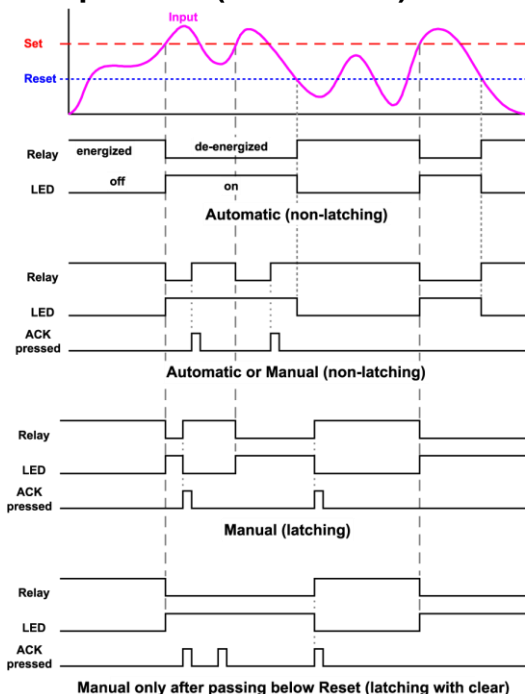 Input
Set
Reset
Relay energized de-energized
LED off on
Automatic (non-latching)
Relay
LED
ACK
pressed
Automatic or Manual (non-latching)
Relay
LED
ACK
pressed
Manual (latching)
Relay
LED
ACK
pressed
Manual only after passing below Reset (latching with clear)